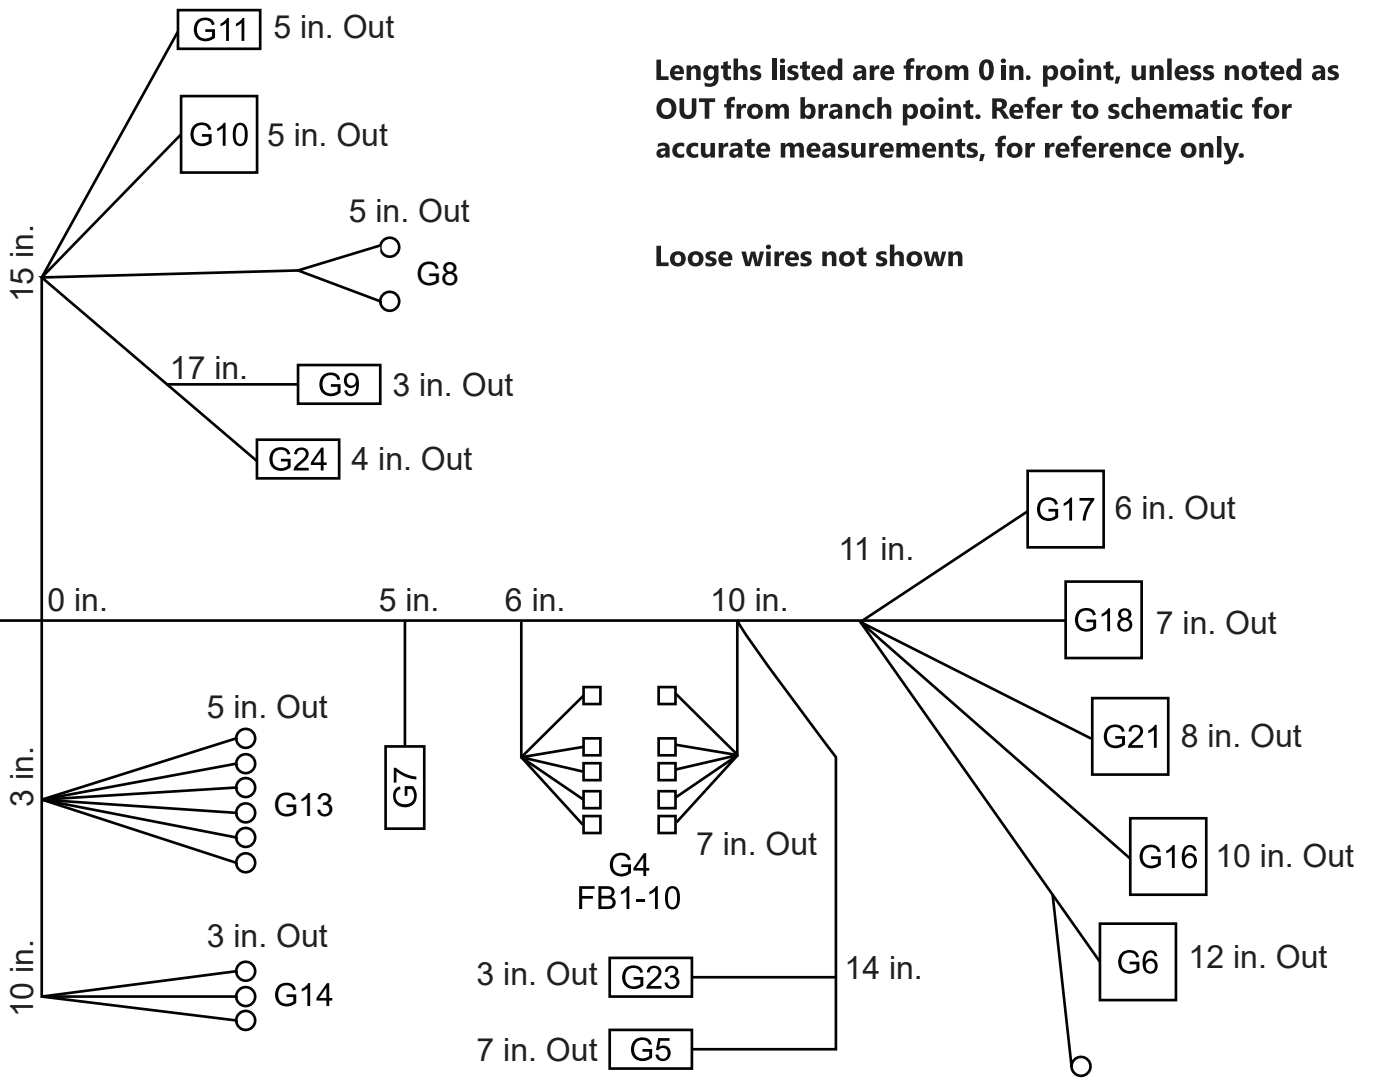 G11 5 in. Out
Lengths listed are from 0 in. point, unless noted as
OUT from branch point. Refer to schematic for
accurate measurements, for reference only.
G10 5 in. Out
5 in. Out
G8
15 in.
Loose wires not shown
17 in.
G9 3 in. Out
G24 4 in. Out
G17 6 in. Out
11 in.
0 in. 5 in. 6 in. 10 in.
G18 7 in. Out
5 in. Out
G13
3 in.
G7
G21 8 in. Out
7 in. Out
G4
FB1-10
G16 10 in. Out
3 in. Out
G14
10 in.
3 in. Out G23 14 in.
G6 12 in. Out
7 in. Out G5